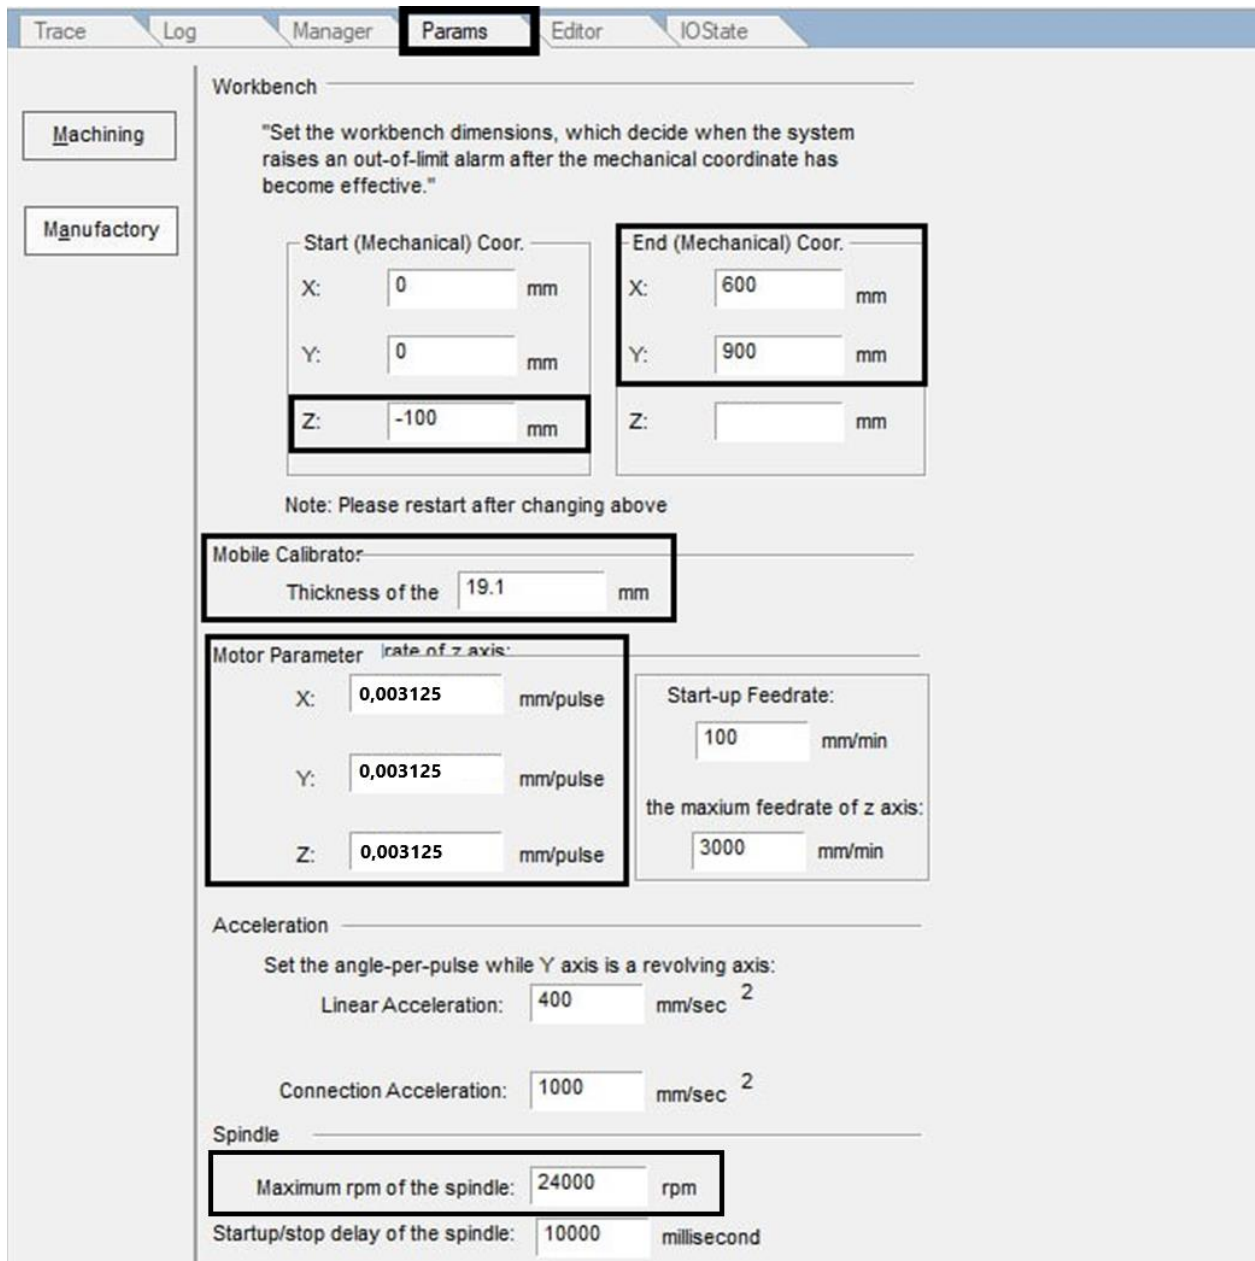 Trace Log Manager Params Editor IOState
Machining
Manufactory
Workbench
"Set the workbench dimensions, which decide when the system
raises an out-of-limit alarm after the mechanical coordinate has
become effective."
Start (Mechanical) Coor.
X: 0 mm
Y: 0 mm
Z: -100 mm
End (Mechanical) Coor.
X: 600 mm
Y: 900 mm
Z: mm
Note: Please restart after changing above
Mobile Calibrator
Thickness of the 19.1 mm
Motor Parameter rate of z axis:
X: 0,003125 mm/pulse
Y: 0,003125 mm/pulse
Z: 0,003125 mm/pulse
Start-up Feedrate:
100 mm/min
the maxium feedrate of z axis:
3000 mm/min
Acceleration
Set the angle-per-pulse while Y axis is a revolving axis:
Linear Acceleration: 400 mm/sec 2
Connection Acceleration: 1000 mm/sec 2
Spindle
Maximum rpm of the spindle: 24000 rpm
Startup/stop delay of the spindle: 10000 millisecond